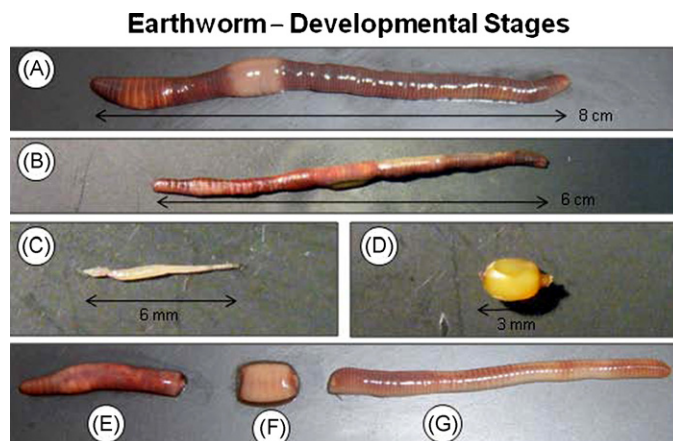 Earthworm – Developmental Stages
(A)
8 cm
(B)
6 cm
(C)
6 mm
(D)
3 mm
(E)
(F)
(G)